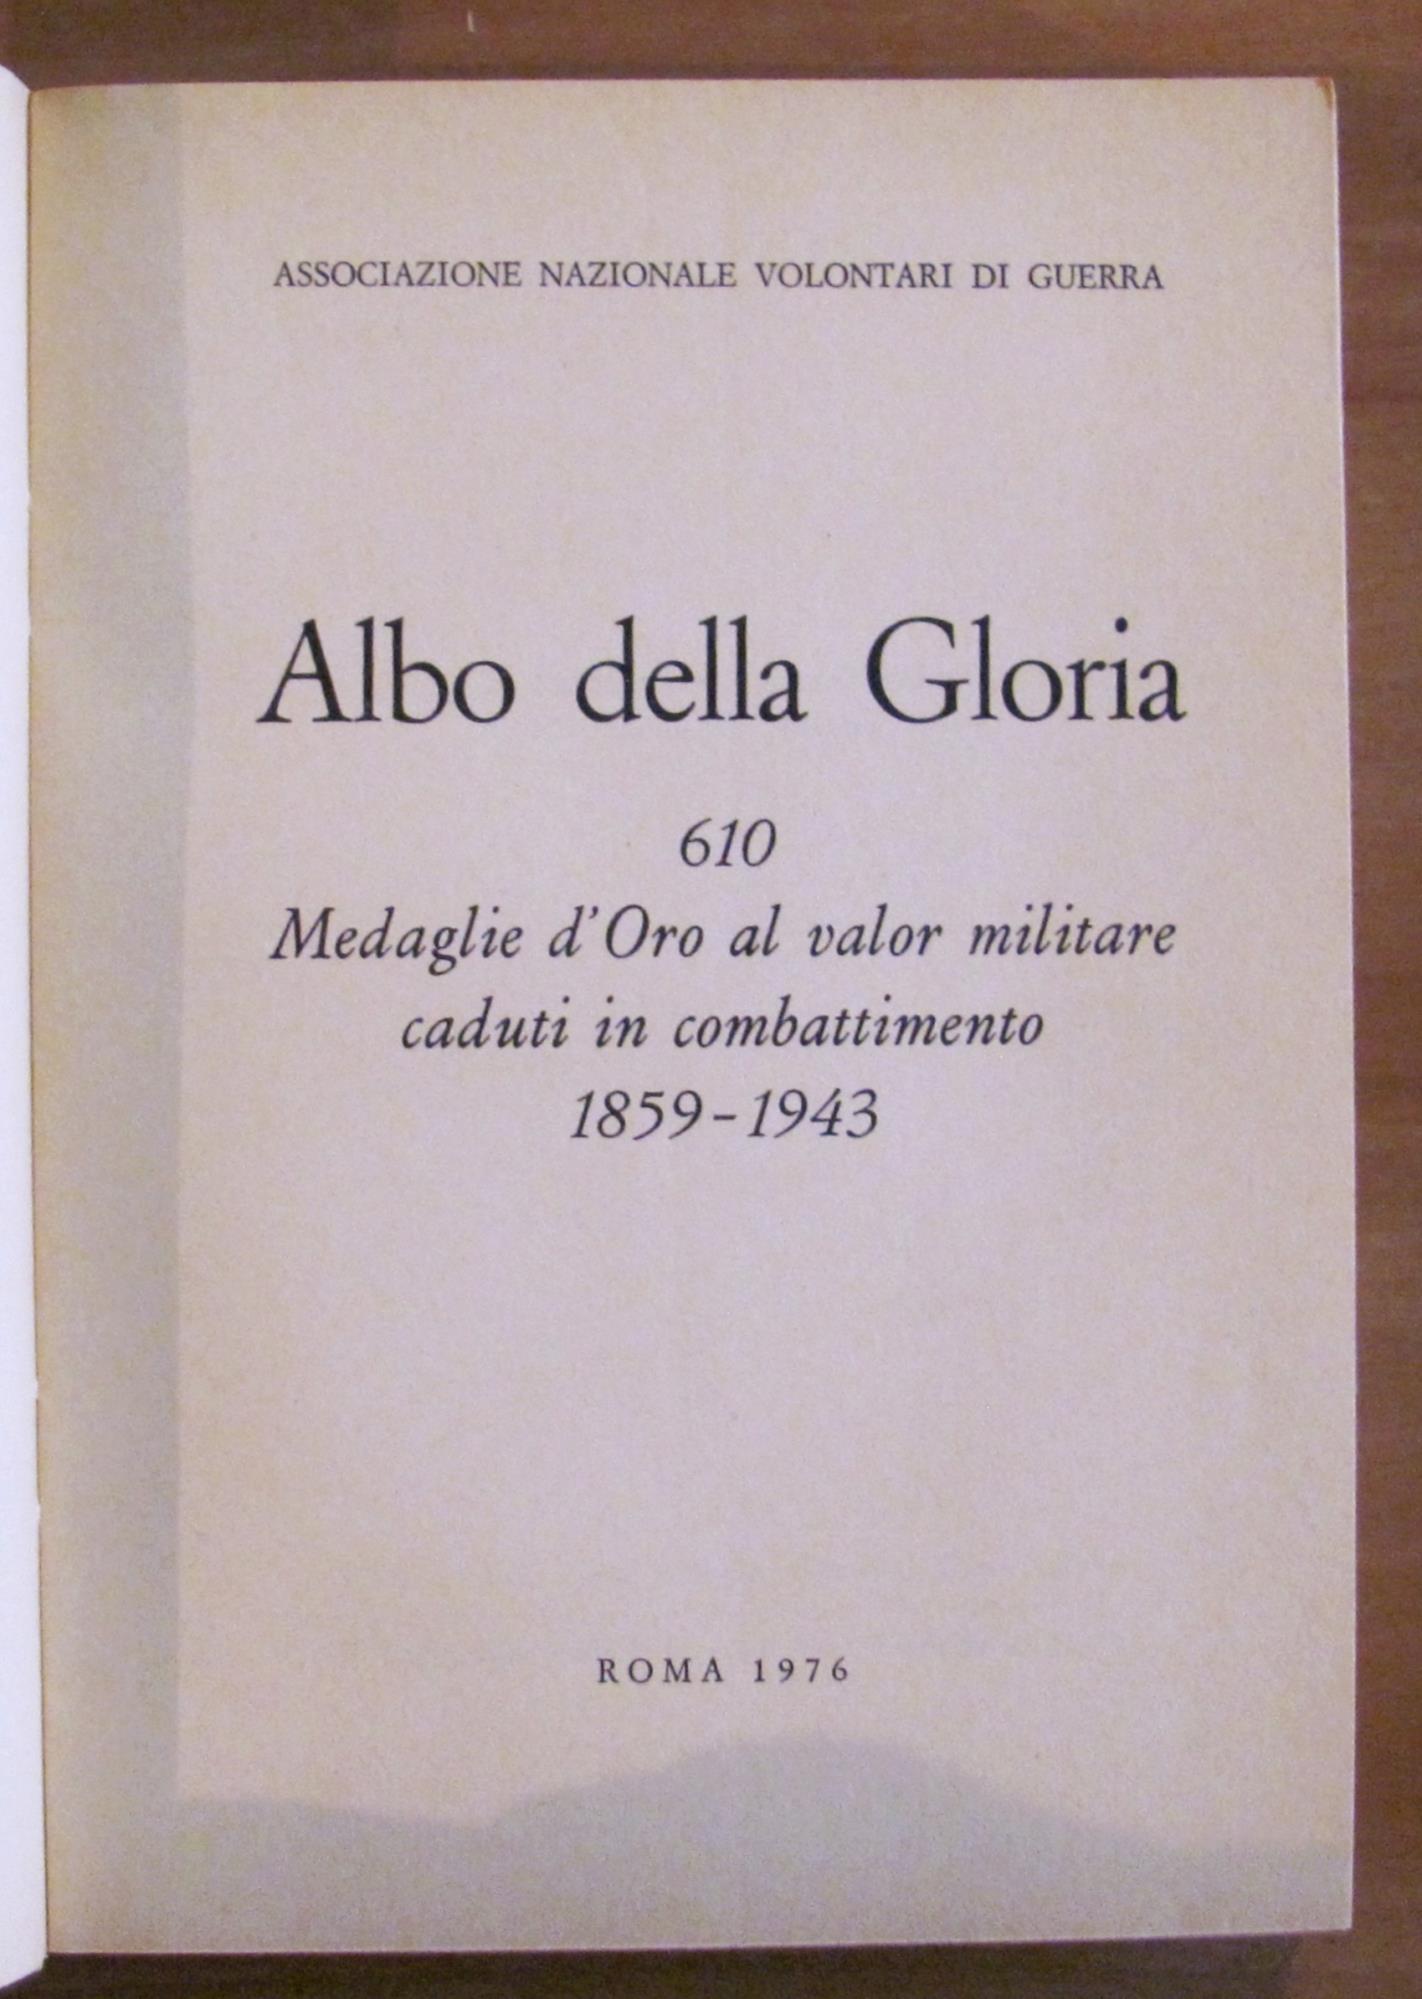 ASSOCIAZIONE NAZIONALE VOLONTARI DI GUERRA
Albo della Gloria
610
Medaglie d'Oro al valor militare
caduti in combattimento
1859-1943
ROMA 1976